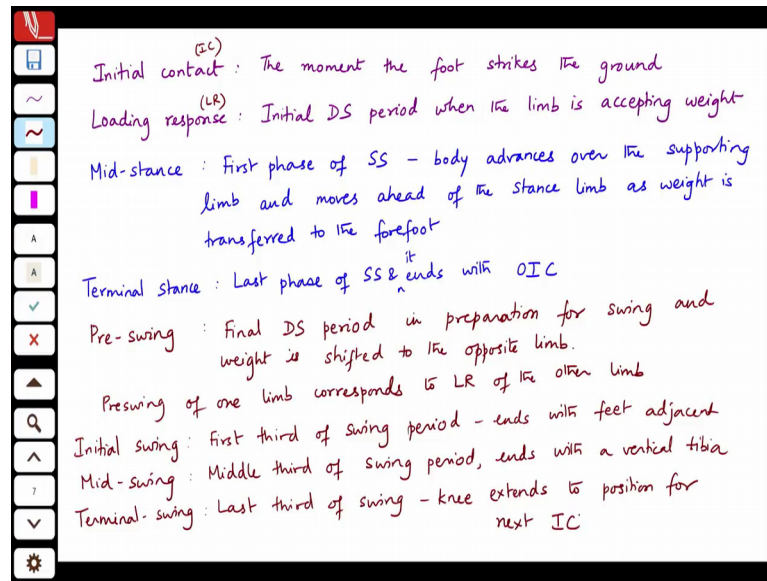 (IC)
Initial contact : The moment the foot strikes the ground
(LR)
Loading response : Initial DS period when the limb is accepting weight
Mid-stance : First phase of SS – body advances over the supporting
limb and moves ahead of the stance limb as weight is
transferred to the forefoot
Terminal stance : Last phase of SS & it ends with OIC
Pre-swing : Final DS period in preparation for swing and
weight is shifted to the opposite limb.
Preswing of one limb corresponds to LR of the other limb
Initial swing : First third of swing period – ends with feet adjacent
Mid-swing : Middle third of swing period, ends with a vertical tibia
Terminal-swing : Last third of swing – knee extends to position for
next IC
A
A
7